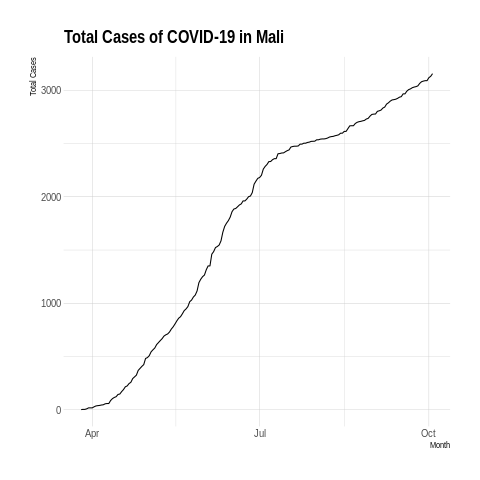 Total Cases of COVID-19 in Mali
Total Cases
3000
2000
1000
0
Apr
Jul
Oct
Month